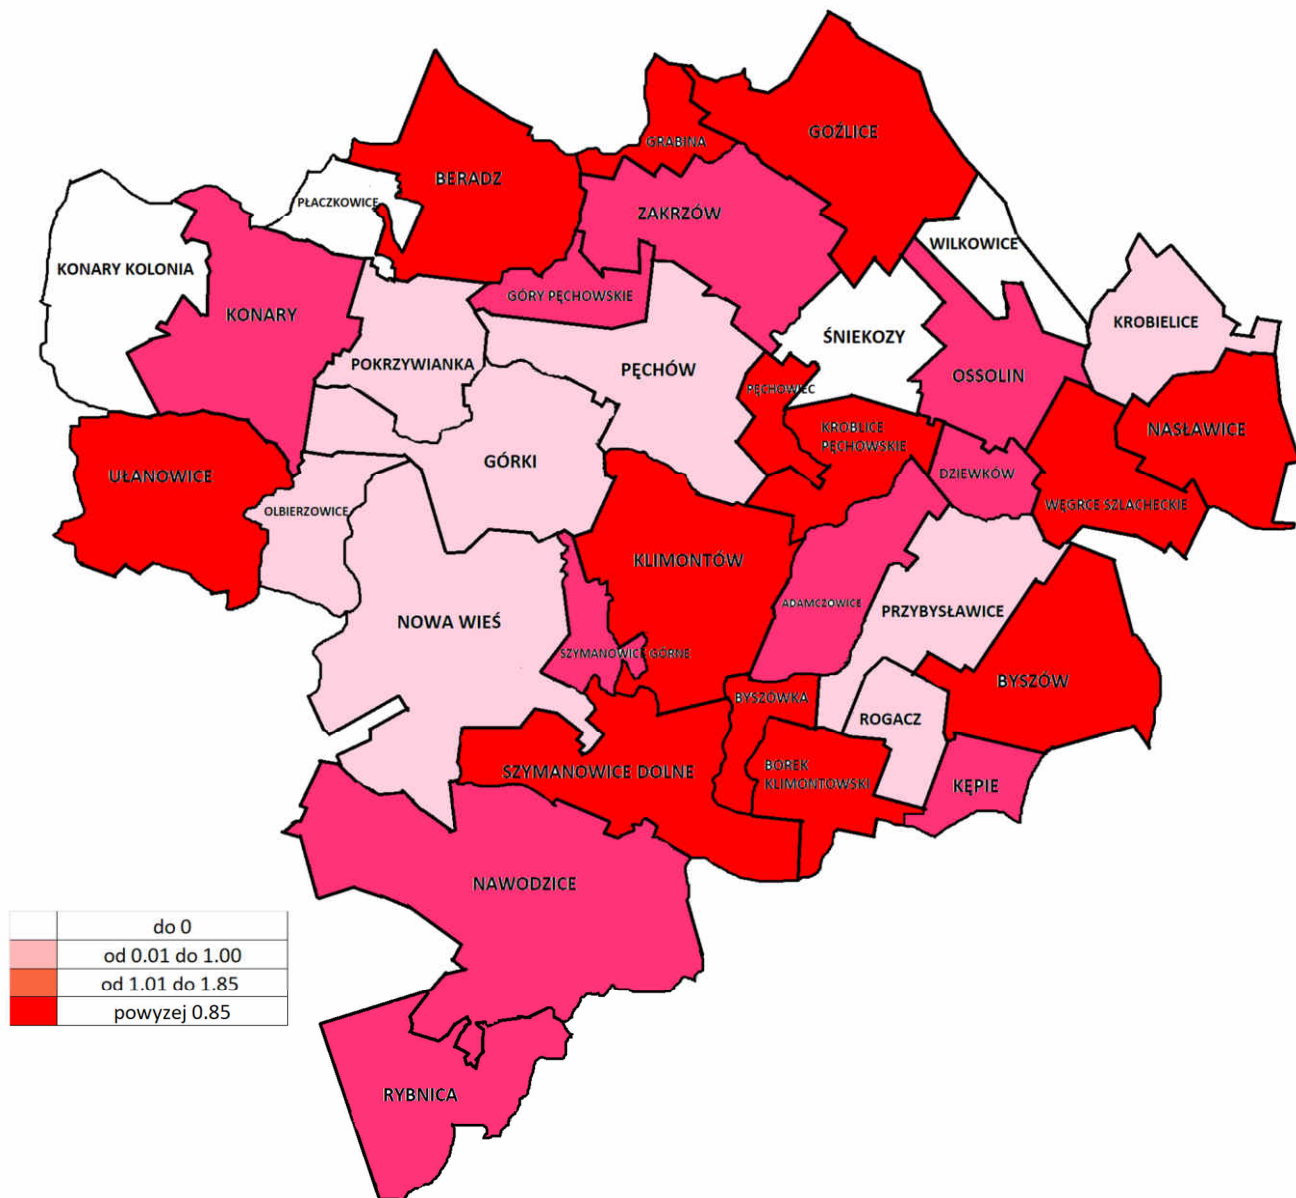 GOŹLICE
GRABINA
BERADZ
PŁACZKOWICE
ZAKRZÓW
WILKOWICE
KONARY KOLONIA
GÓRY PĘCHOWSKIE
KONARY
KROBIELICE
ŚNIEKOZY
POKRZYWIANKA
PĘCHÓW
OSSOLIN
PĘCHOWIEC
KROBLICE
PĘCHOWSKIE
NASŁAWICE
GÓRKI
UŁANOWICE
DZIEWKÓW
OLBIERZOWICE
WĘGRCE SZLACHECKIE
KLIMONTÓW
ADAMCZOWICE
PRZYBYSŁAWICE
NOWA WIEŚ
SZYMANOWICE GÓRNE
BYSZÓW
BYSZÓWKA
ROGACZ
SZYMANOWICE DOLNE
BOREK
KLIMONTOWSKI
KĘPIE
NAWODZICE
do 0
od 0.01 do 1.00
od 1.01 do 1.85
powyzej 0.85
RYBNICA